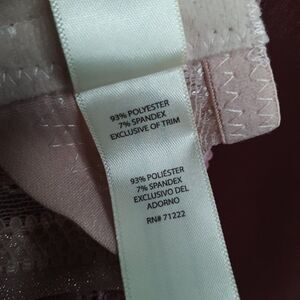 93% POLYESTER
7% SPANDEX
EXCLUSIVE OF TRIM
93% POLIÉSTER
7% SPANDEX
EXCLUSIVO DEL
ADORNO
RN# 71222